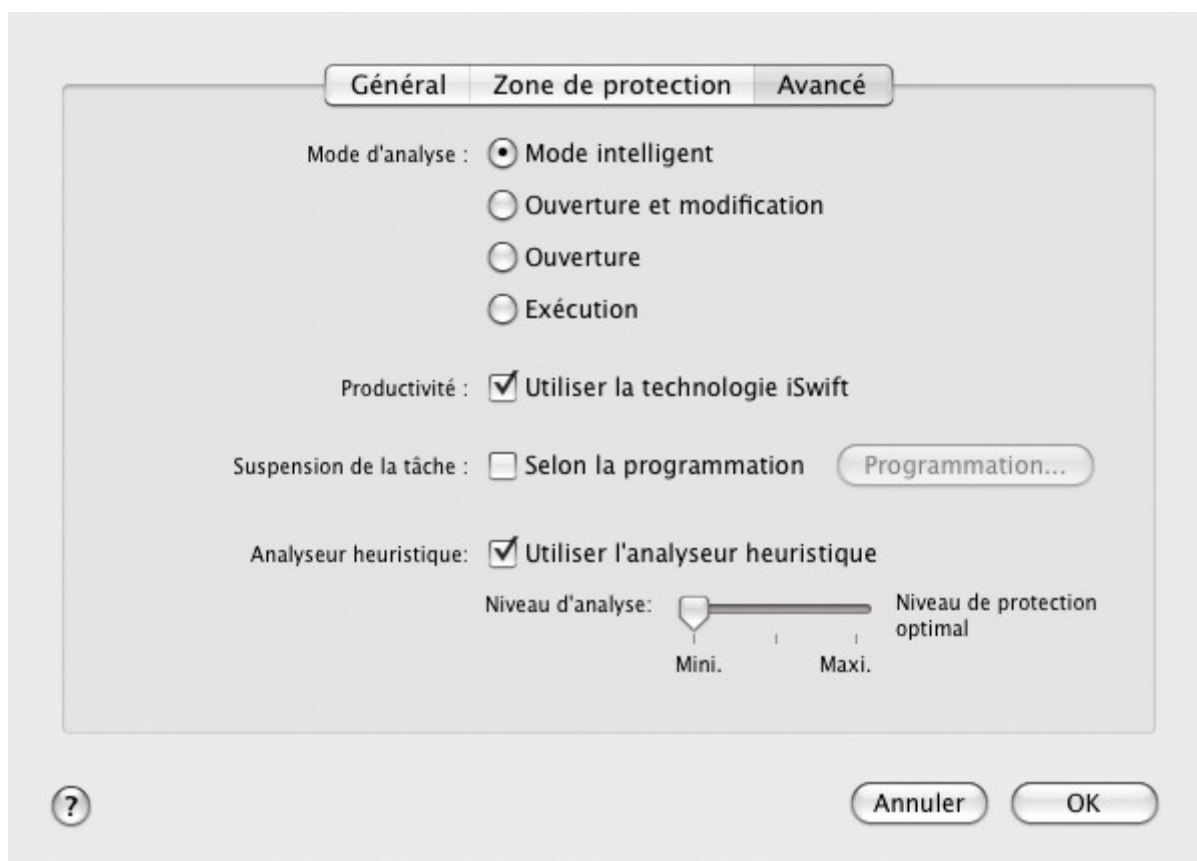 Général Zone de protection Avancé
Mode d'analyse : Mode intelligent
Ouverture et modification
Ouverture
Exécution
Productivité : Utiliser la technologie iSwift
Suspension de la tâche : Selon la programmation Programmation...
Analyseur heuristique: Utiliser l'analyseur heuristique
Niveau d'analyse: Niveau de protection
optimal
Mini. Maxi.
? Annuler OK